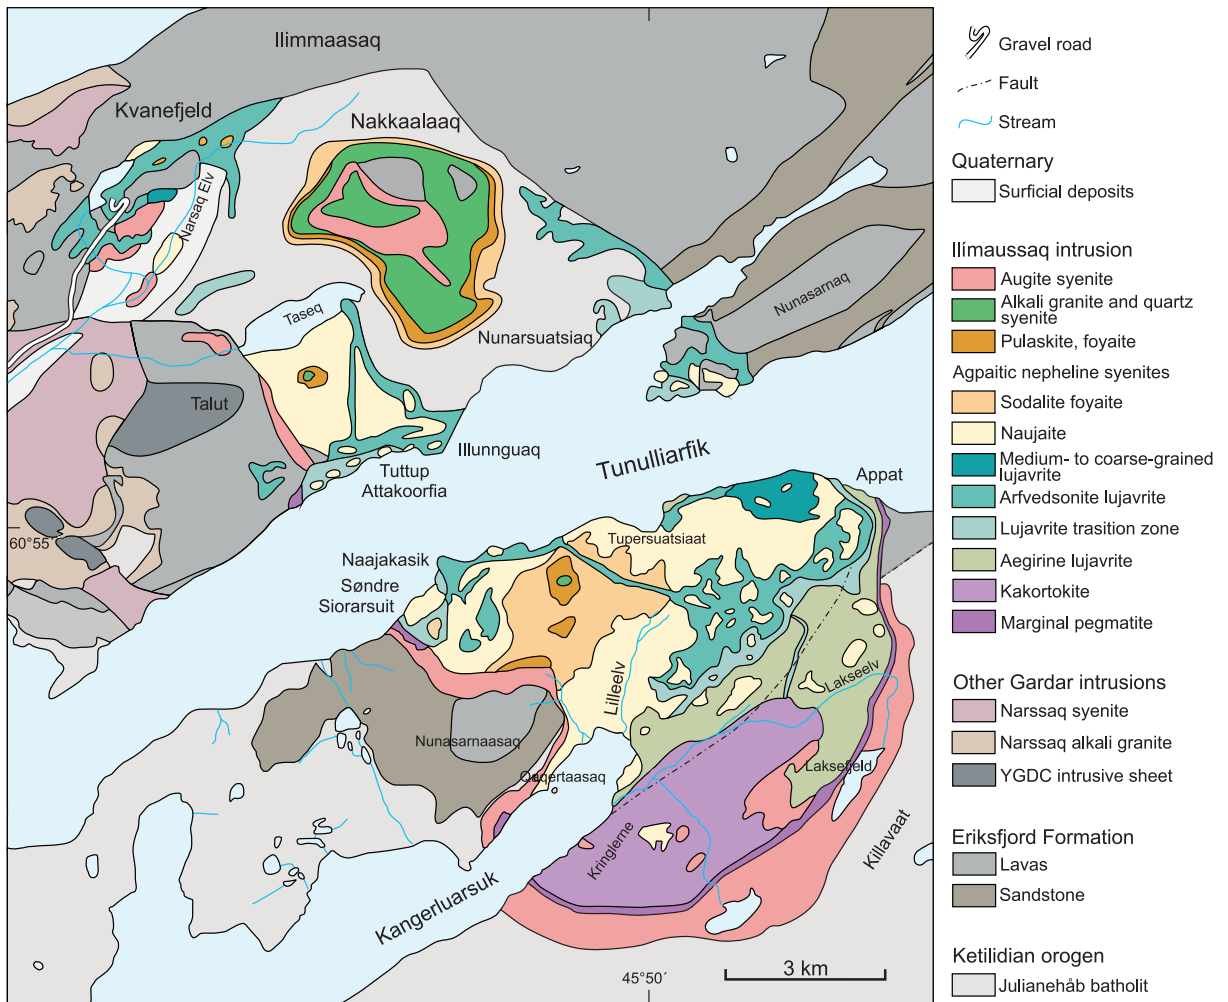 Ilimmaasaq
Kvanefjeld
Nakkaalaaq
Narsaq Elv
Taseq
Nunarsuatsiaq
Nunasarnaq
Talut
Illunnguaq
Tuttup
Attakoorfia
Tunulliarfik
Appat
60°55´
Tupersuatsiaat
Naajakasik
Søndre
Siorarsuit
Lilleelv
Lakseelv
Nunasarnaasaq
Qaqertaasaq
Laksefjeld
Kringlerne
Killavaat
Kangerluarsuk
45°50´
3 km
Gravel road
Fault
Stream
Quaternary
Surficial deposits
Ilímaussaq intrusion
Augite syenite
Alkali granite and quartz
syenite
Pulaskite, foyaite
Agpaitic nepheline syenites
Sodalite foyaite
Naujaite
Medium- to coarse-grained
lujavrite
Arfvedsonite lujavrite
Lujavrite trasition zone
Aegirine lujavrite
Kakortokite
Marginal pegmatite
Other Gardar intrusions
Narssaq syenite
Narssaq alkali granite
YGDC intrusive sheet
Eriksfjord Formation
Lavas
Sandstone
Ketilidian orogen
Julianehåb batholit